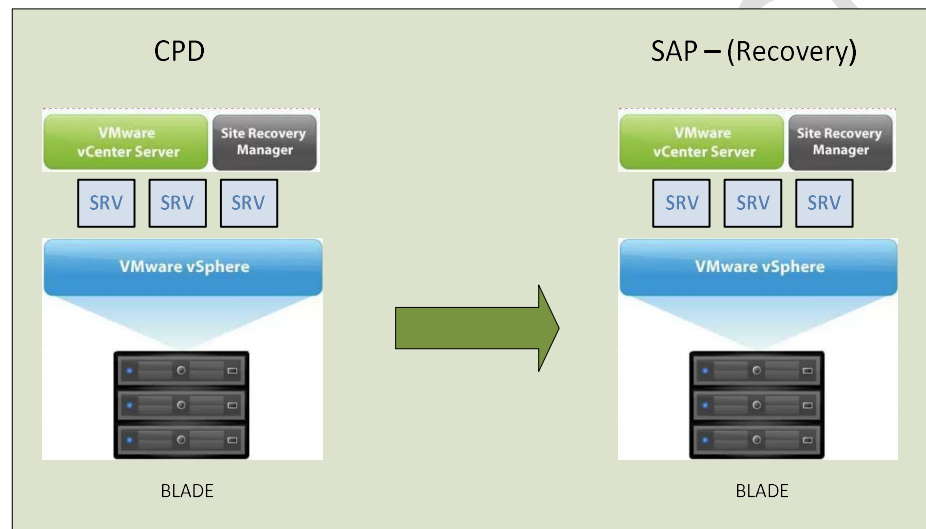 CPD
SAP – (Recovery)
VMware
vCenter Server
Site Recovery
Manager
VMware
vCenter Server
Site Recovery
Manager
SRV SRV SRV
SRV SRV SRV
VMware vSphere
VMware vSphere
BLADE
BLADE